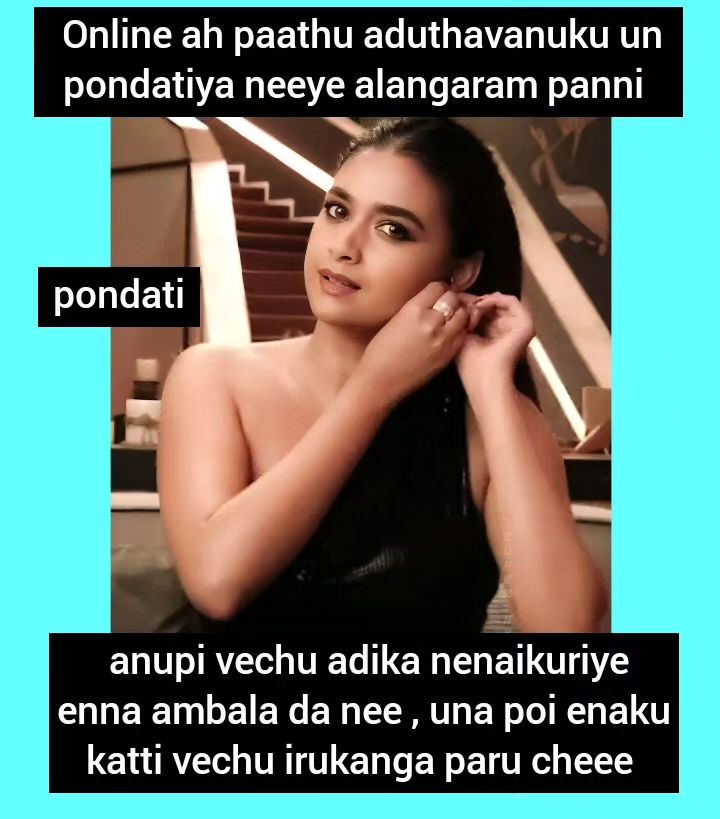 Online ah paathu aduthavanuku un
pondatiya neeye alangaram panni
pondati
anupi vechu adika nenaikuriye
enna ambala da nee , una poi enaku
katti vechu irukanga paru cheee